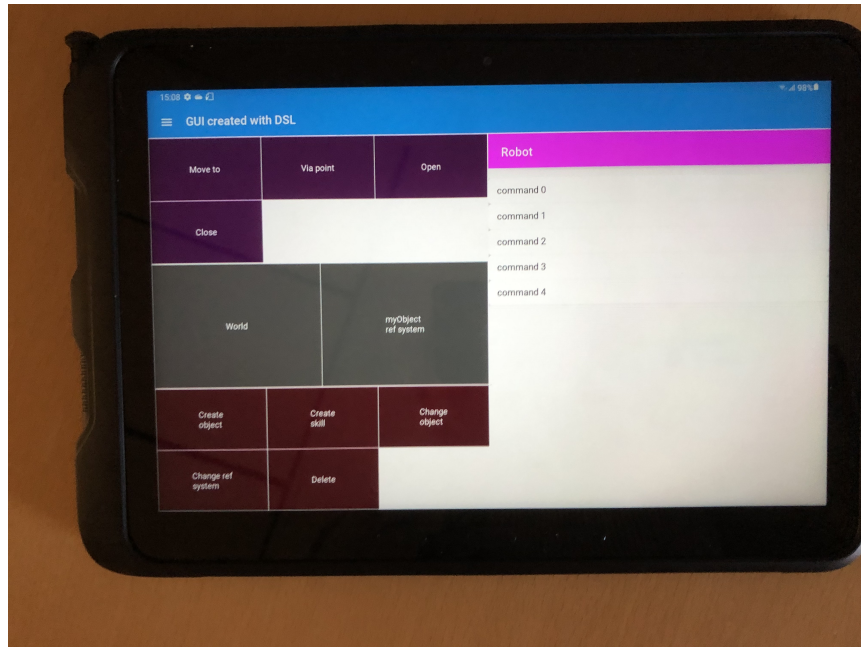 15:08
98%
GUI created with DSL
Move to
Via point
Open
Close
World
myObject
ref system
Create
object
Create
skill
Change
object
Change ref
system
Delete
Robot
command 0
command 1
command 2
command 3
command 4